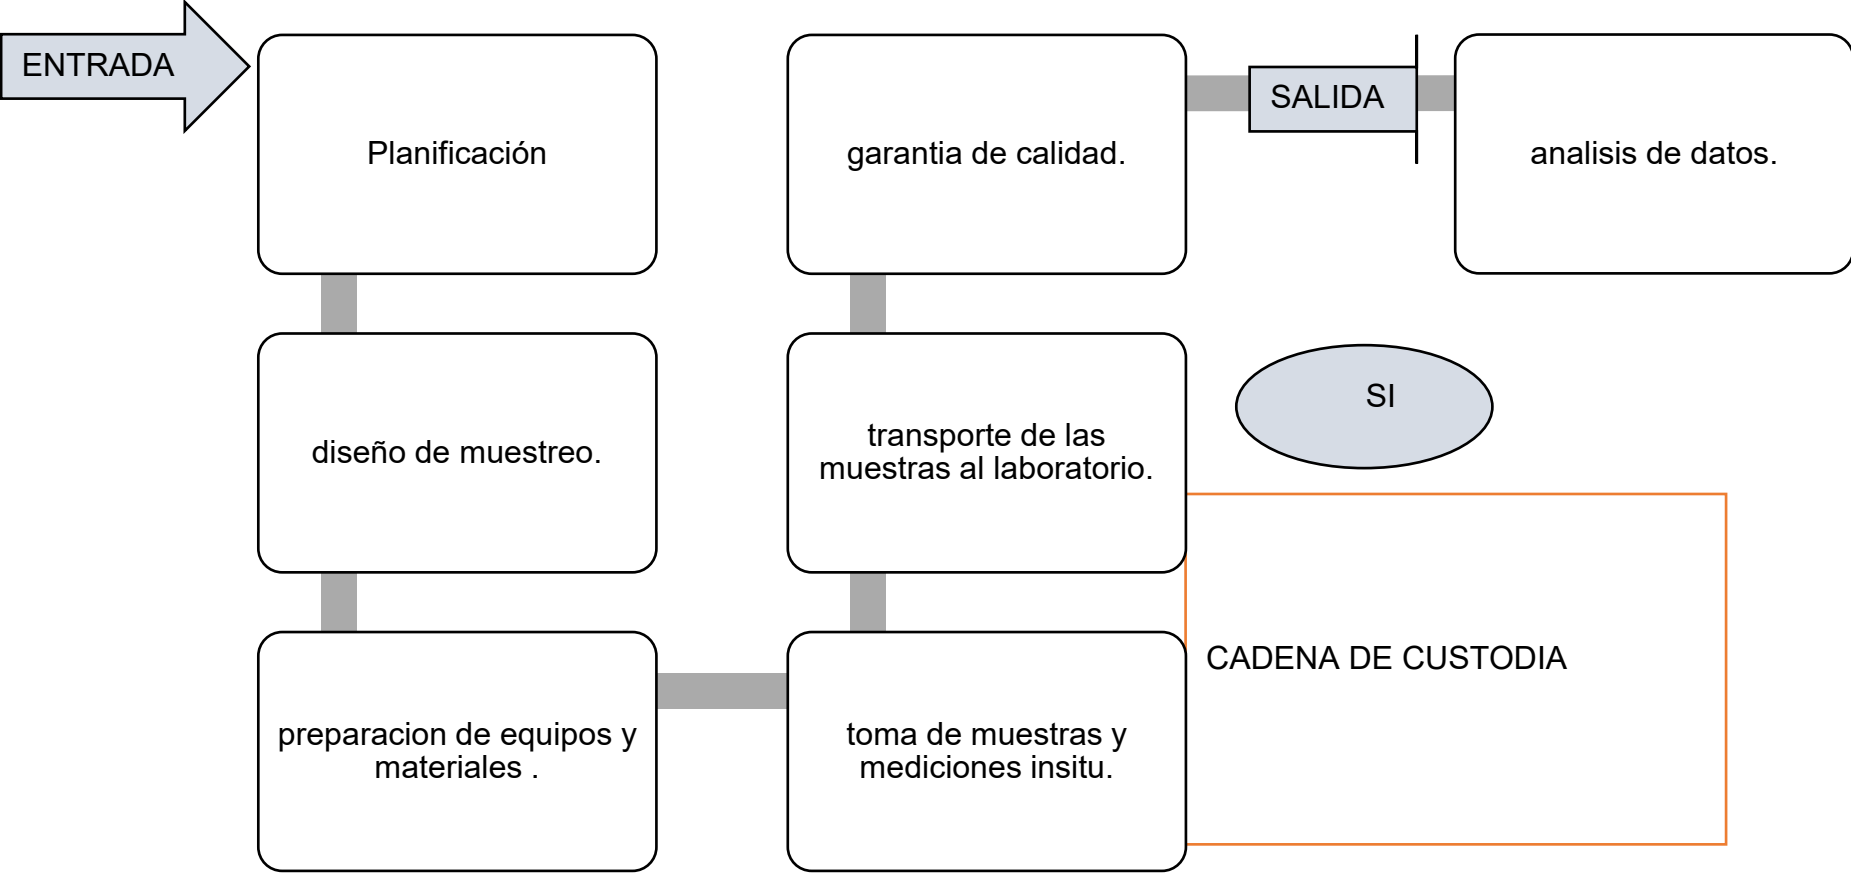 ENTRADA
Planificación
diseño de muestreo.
preparacion de equipos y
materiales .
toma de muestras y
mediciones insitu.
transporte de las
muestras al laboratorio.
garantia de calidad.
SALIDA
analisis de datos.
SI
CADENA DE CUSTODIA